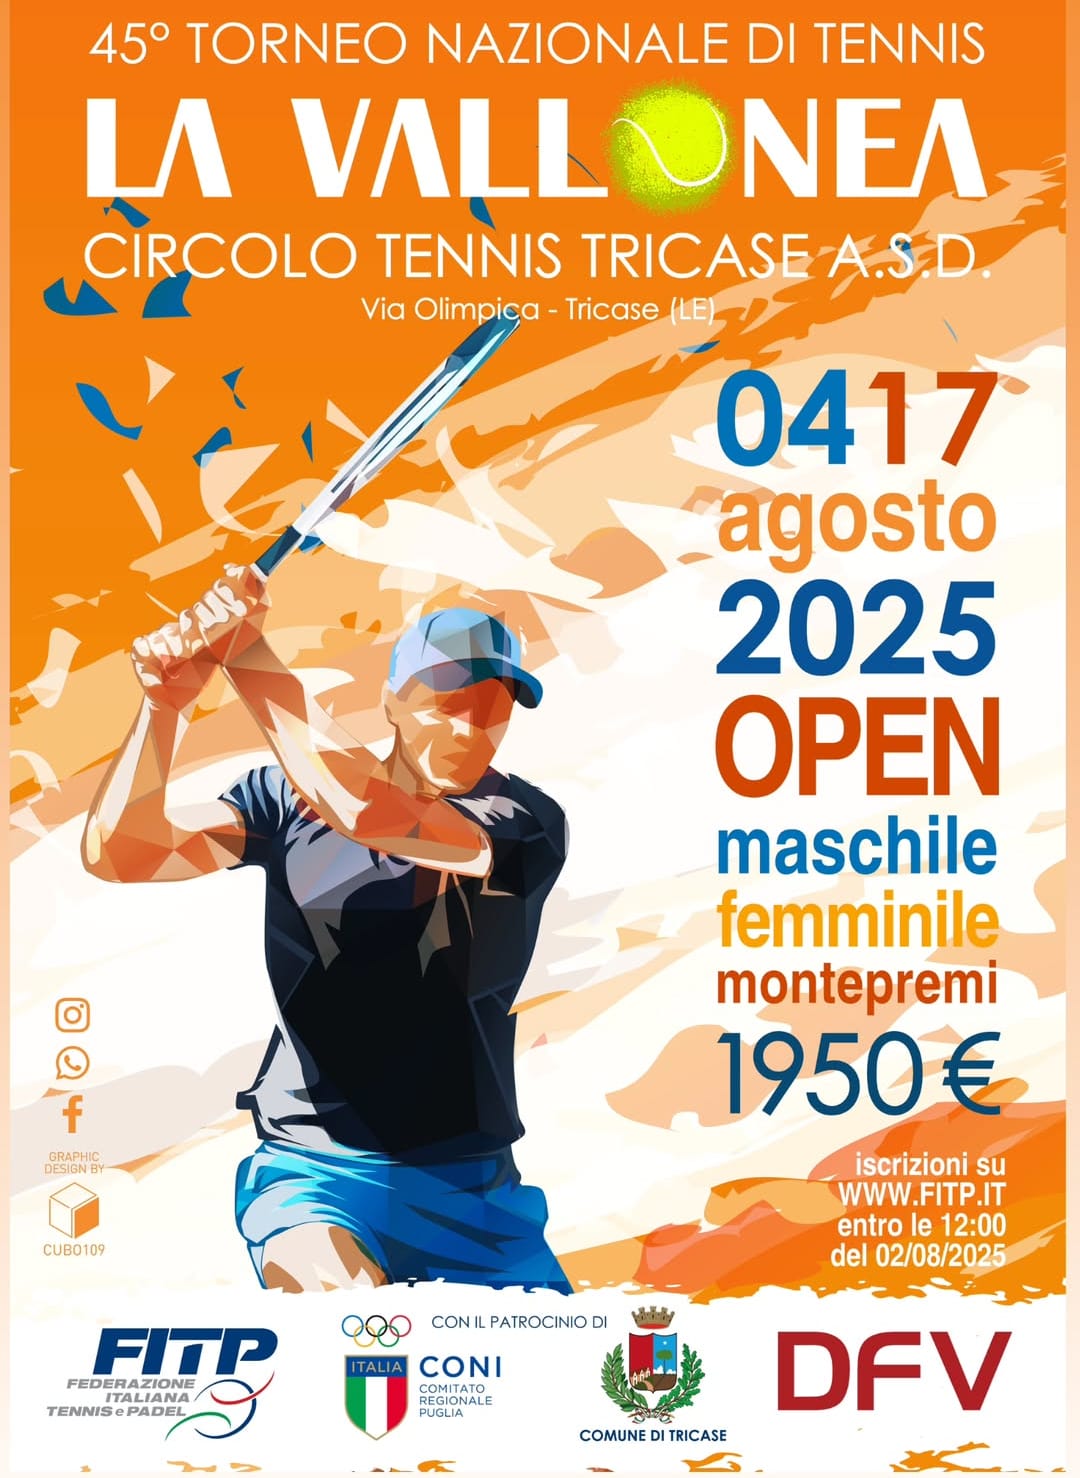 45° TORNEO NAZIONALE DI TENNIS
LA VALLONEA
CIRCOLO TENNIS TRICASE A.S.D.
Via Olimpica - Tricase (LE)
04 17
agosto
2025
OPEN
maschile
femminile
montepremi
1950 €
iscrizioni su
WWW.FITP.IT
entro le 12:00
del 02/08/2025
GRAPHIC
DESIGN BY
CUBO109
FITP
FEDERAZIONE
ITALIANA
TENNIS e PADEL
CON IL PATROCINIO DI
ITALIA
CONI
COMITATO
REGIONALE
PUGLIA
COMUNE DI TRICASE
DFV